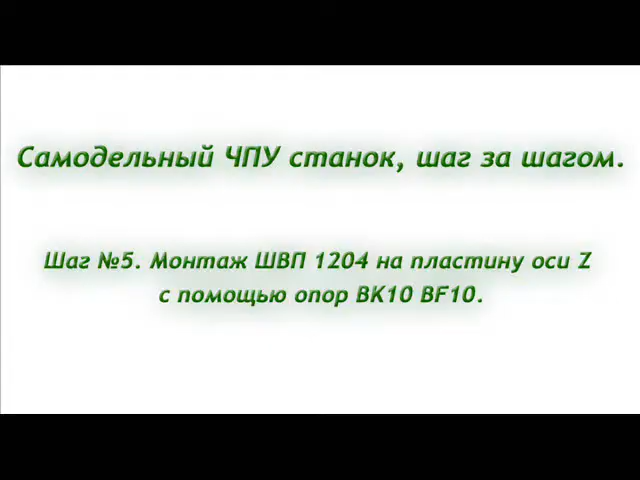 Самодельный ЧПУ станок, шаг за шагом.
Шаг №5. Монтаж ШВП 1204 на пластину оси Z
с помощью опор BK10 BF10.